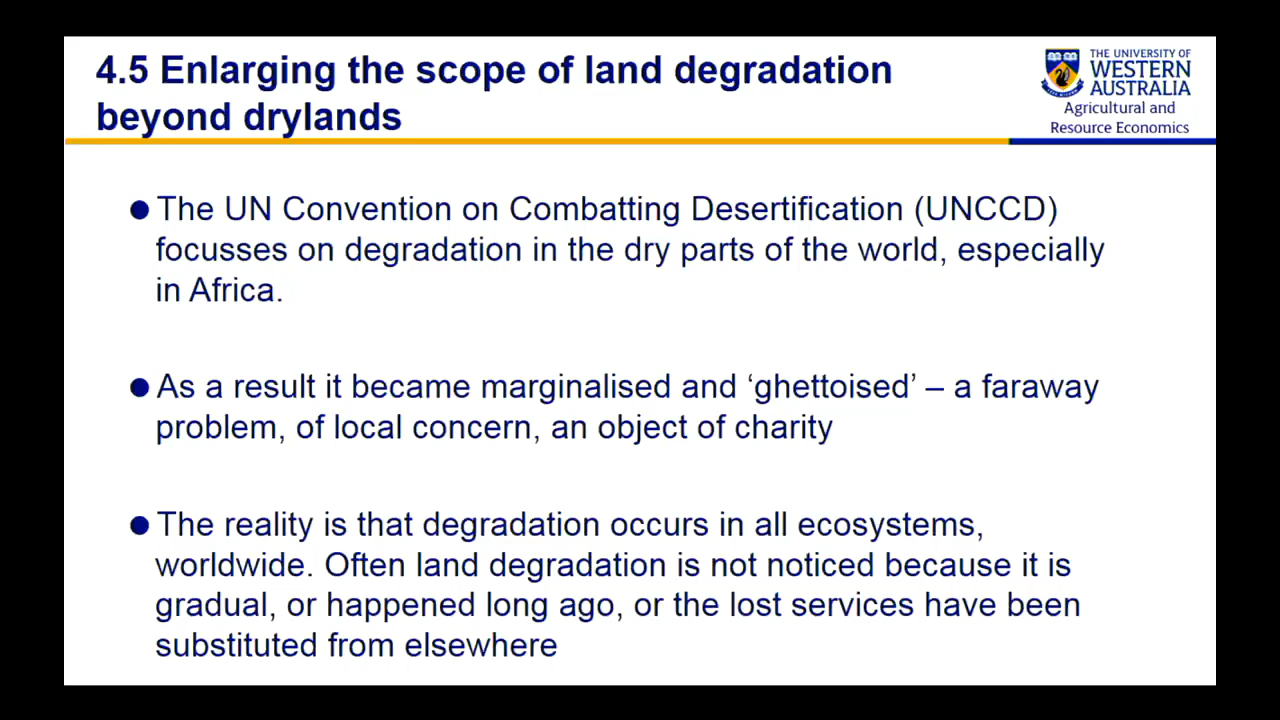 4.5 Enlarging the scope of land degradation
beyond drylands
THE UNIVERSITY OF
WESTERN
AUSTRALIA
Agricultural and
Resource Economics
● The UN Convention on Combatting Desertification (UNCCD)
focusses on degradation in the dry parts of the world, especially
in Africa.
● As a result it became marginalised and ‘ghettoised’ – a faraway
problem, of local concern, an object of charity
● The reality is that degradation occurs in all ecosystems,
worldwide. Often land degradation is not noticed because it is
gradual, or happened long ago, or the lost services have been
substituted from elsewhere